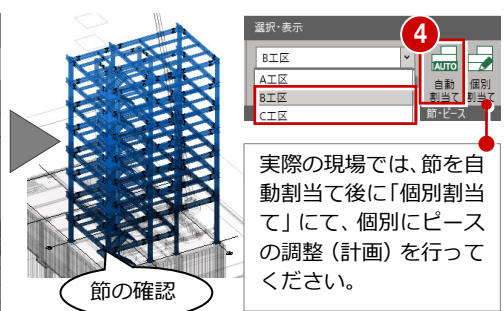 選択・表示
4
B工区
A工区
B工区
C工区
AUTO
自動
割当て
個別
割当て
節・ピース
実際の現場では、節を自
動割当て後に「個別割当
て」にて、個別にピース
の調整（計画）を行って
ください。
節の確認